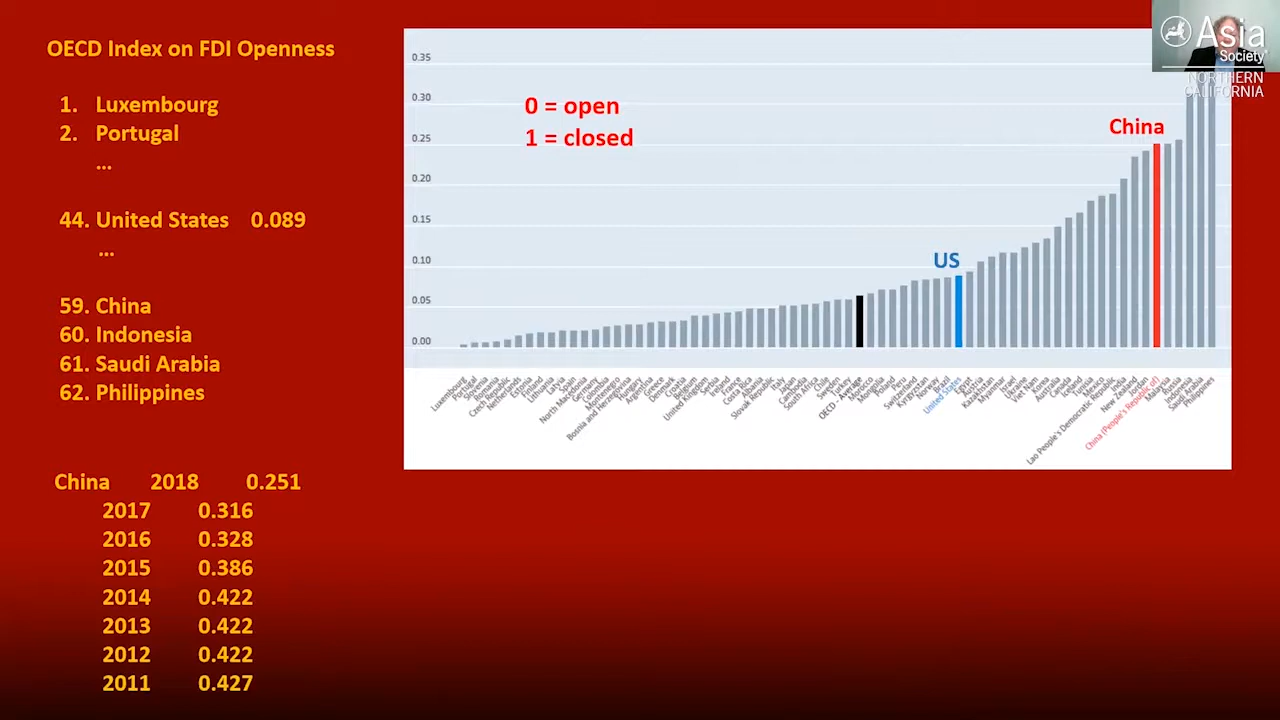 OECD Index on FDI Openness
1. Luxembourg
2. Portugal
...
44. United States 0.089
...
59. China
60. Indonesia
61. Saudi Arabia
62. Philippines
China 2018 0.251
2017 0.316
2016 0.328
2015 0.386
2014 0.422
2013 0.422
2012 0.422
2011 0.427
0.35
0.30
0.25
0.20
0.15
0.10
0.05
0.00
0 = open
1 = closed
US
China
Luxembourg
Portugal
Slovenia
Romania
Czech Republic
Netherlands
Estonia
Finland
Lithuania
Latvia
Spain
North Macedonia
Germany
Colombia
Montenegro
Bosnia and Herzegovina
Hungary
Argentina
Greece
Denmark
Croatia
Belgium
United Kingdom
Serbia
Ireland
France
Costa Rica
Albania
Slovak Republic
Italy
Japan
Cambodia
South Africa
Chile
Sweden
Turkey
OECD - Average
Morocco
Mongolia
Poland
Peru
Switzerland
Kyrgyzstan
Norway
Brazil
United States
Egypt
Austria
Kazakhstan
Myanmar
Israel
Ukraine
Viet Nam
Korea
Australia
Canada
Iceland
Tunisia
Mexico
Lao People's Democratic Republic
India
New Zealand
Jordan
China (People's Republic of)
Malaysia
Russia
Indonesia
Saudi Arabia
Philippines
Asia
Society
NORTHERN
CALIFORNIA